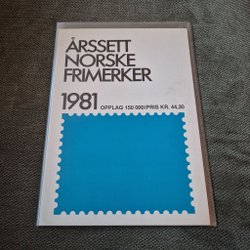 ÅRSSETT
NORSKE
FRIMERKER
1981 OPPLAG 150 000/PRIS KR. 44,30